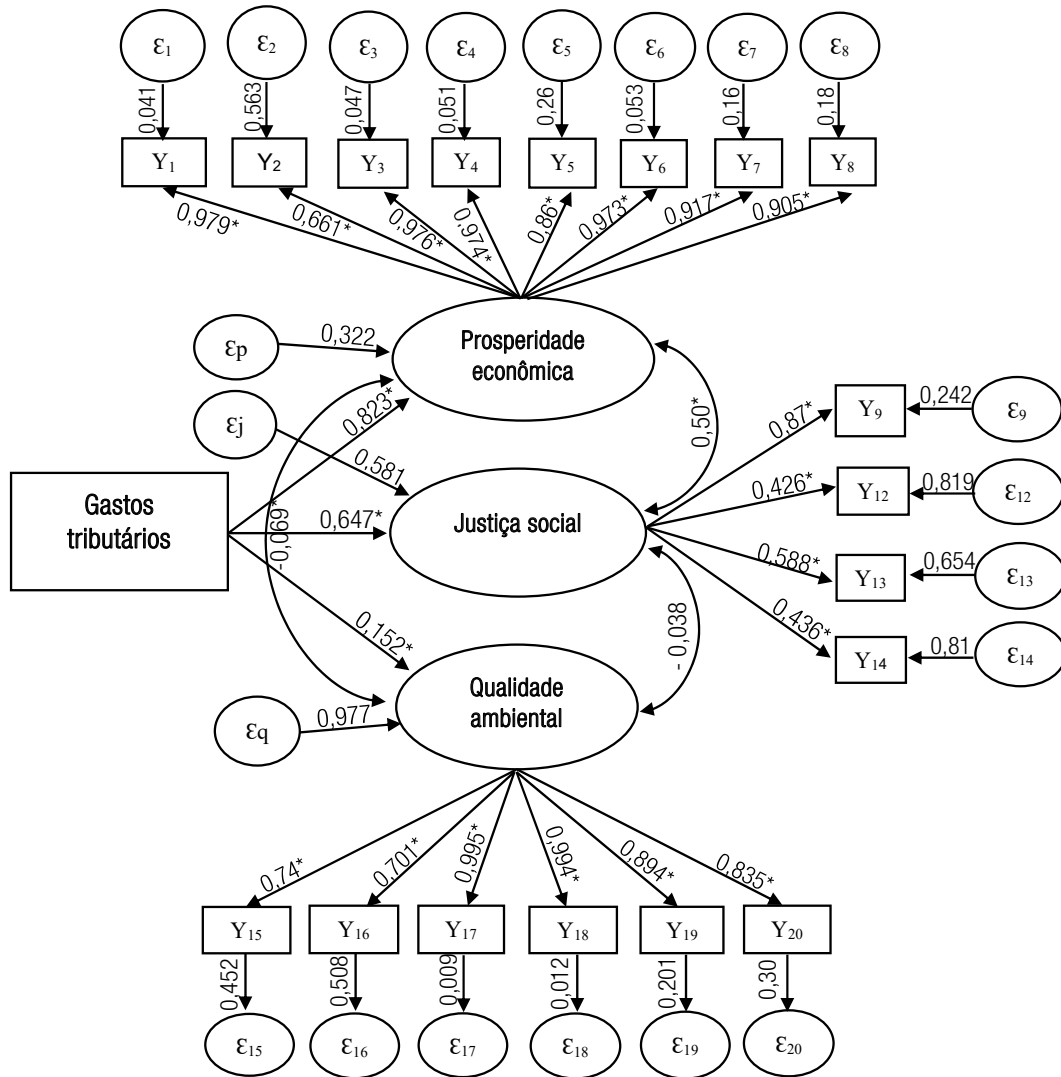 ε1 ε2 ε3 ε4 ε5 ε6 ε7 ε8
0,041 0,563 0,047 0,051 0,26 0,053 0,16 0,18
Y1 Y2 Y3 Y4 Y5 Y6 Y7 Y8
0,979* 0,661* 0,976* 0,974* 0,86* 0,973* 0,917* 0,905*
εp
0,322
Prosperidade
econômica
εj
0,581
0,823*
0,50*
Gastos
tributários
0,647*
-0,069*
0,152*
Justiça social
0,87*
Y9
0,242
ε9
0,426*
Y12
0,819
ε12
0,588*
Y13
0,654
ε13
0,436*
Y14
0,81
ε14
- 0,038
εq
0,977
Qualidade
ambiental
0,74* 0,701* 0,995* 0,994* 0,894* 0,835*
Y15 Y16 Y17 Y18 Y19 Y20
0,452 0,508 0,009 0,012 0,201 0,30
ε15 ε16 ε17 ε18 ε19 ε20